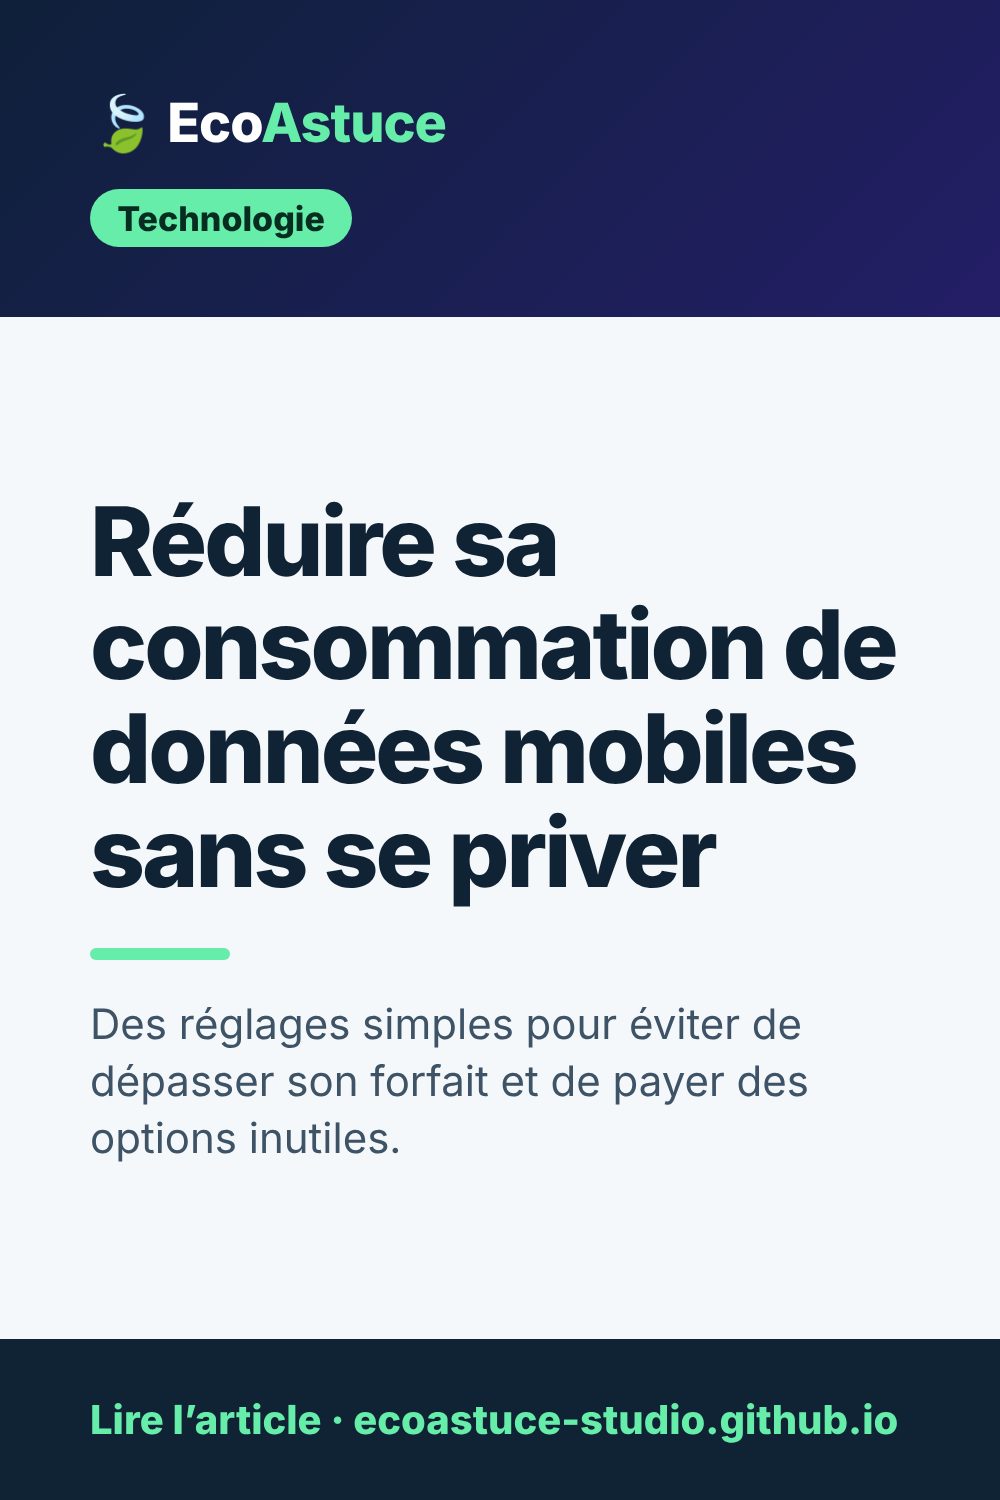 EcoAstuce
Technologie
Réduire sa
consommation de
données mobiles
sans se priver
Des réglages simples pour éviter de
dépasser son forfait et de payer des
options inutiles.
Lire l’article · ecoastuce-studio.github.io